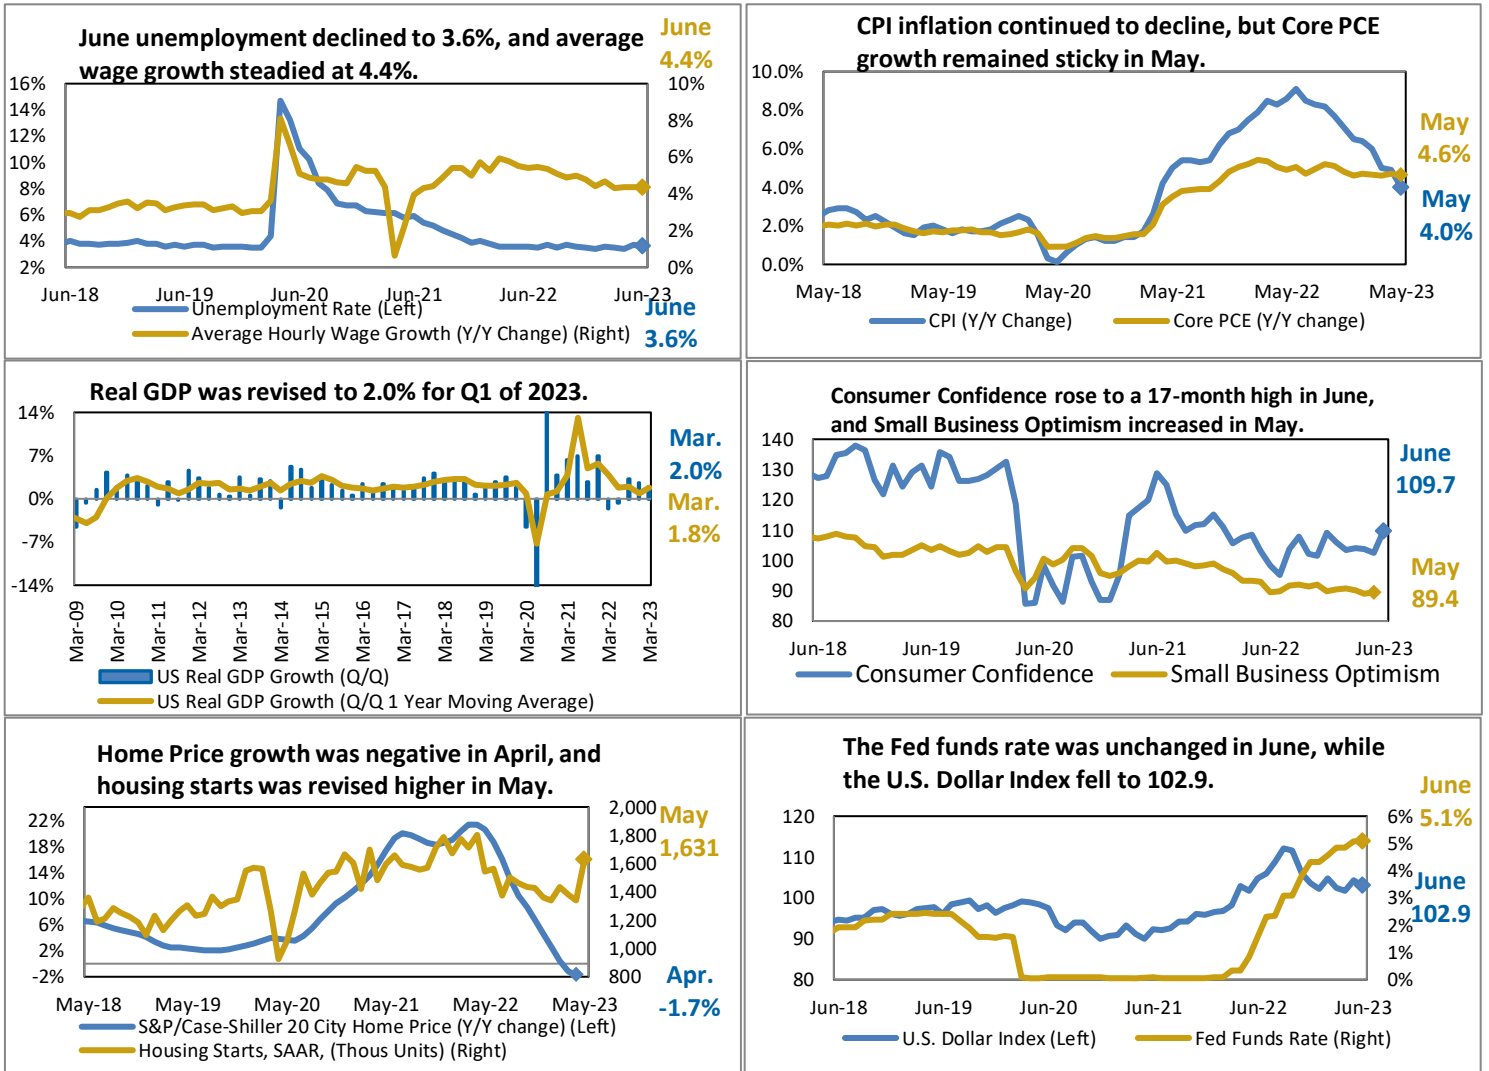 June unemployment declined to 3.6%, and average
wage growth steadied at 4.4%.
June
4.4%
16%
14%
12%
10%
8%
6%
4%
2%
10%
8%
6%
4%
2%
0%
Jun-18
Jun-19
Jun-20
Jun-21
Jun-22
Jun-23
Unemployment Rate (Left)
Average Hourly Wage Growth (Y/Y Change) (Right)
June
3.6%
CPI inflation continued to decline, but Core PCE
growth remained sticky in May.
10.0%
8.0%
6.0%
4.0%
2.0%
0.0%
May
4.6%
May
4.0%
May-18
May-19
May-20
May-21
May-22
May-23
CPI (Y/Y Change)
Core PCE (Y/Y change)
Real GDP was revised to 2.0% for Q1 of 2023.
14%
7%
0%
-7%
-14%
Mar.
2.0%
Mar.
1.8%
Mar-09
Mar-10
Mar-11
Mar-12
Mar-13
Mar-14
Mar-15
Mar-16
Mar-17
Mar-18
Mar-19
Mar-20
Mar-21
Mar-22
Mar-23
US Real GDP Growth (Q/Q)
US Real GDP Growth (Q/Q 1 Year Moving Average)
Consumer Confidence rose to a 17-month high in June,
and Small Business Optimism increased in May.
140
130
120
110
100
90
80
June
109.7
May
89.4
Jun-18
Jun-19
Jun-20
Jun-21
Jun-22
Jun-23
Consumer Confidence
Small Business Optimism
Home Price growth was negative in April, and
housing starts was revised higher in May.
22%
18%
14%
10%
6%
2%
-2%
2,000
1,800
1,600
1,400
1,200
1,000
800
May
1,631
Apr.
-1.7%
May-18
May-19
May-20
May-21
May-22
May-23
S&P/Case-Shiller 20 City Home Price (Y/Y change) (Left)
Housing Starts, SAAR, (Thous Units) (Right)
The Fed funds rate was unchanged in June, while
the U.S. Dollar Index fell to 102.9.
June
5.1%
120
110
100
90
80
6%
5%
4%
3%
2%
1%
0%
June
102.9
Jun-18
Jun-19
Jun-20
Jun-21
Jun-22
Jun-23
U.S. Dollar Index (Left)
Fed Funds Rate (Right)